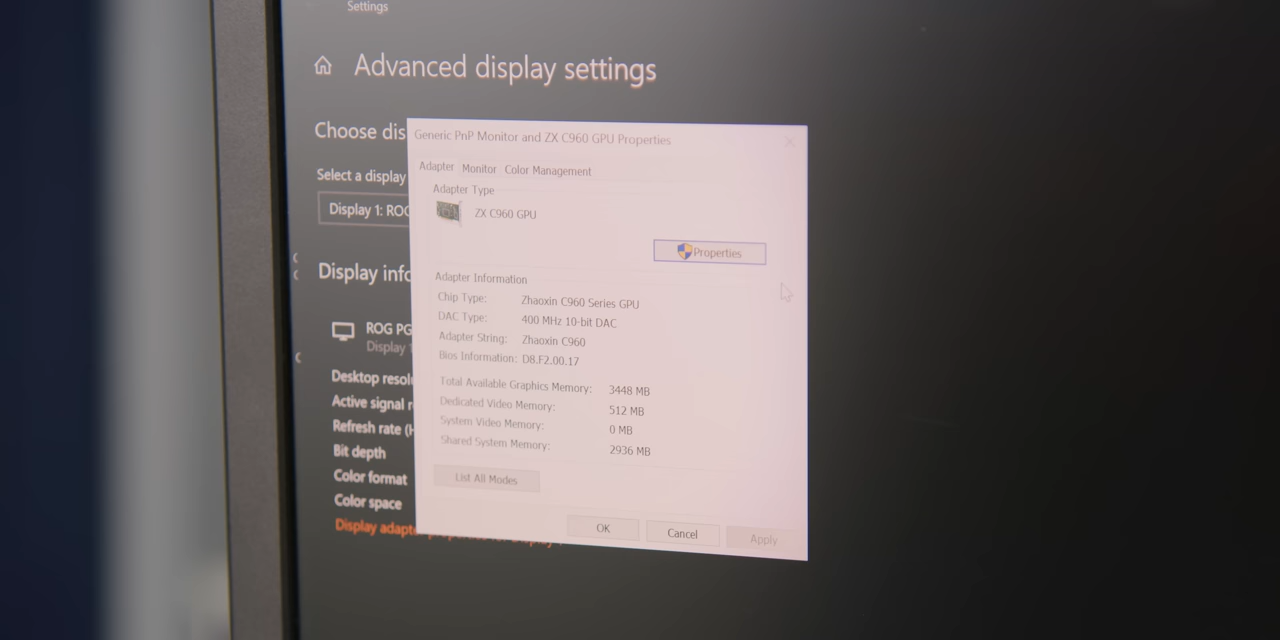 Settings
Advanced display settings
Choose dis
Select a display
Display 1: ROG
Display info
ROG PG
Display 1
Desktop resol
Active signal r
Refresh rate (H
Bit depth
Color format
Color space
Display adapt
Generic PnP Monitor and ZX C960 GPU Properties
Adapter Monitor Color Management
Adapter Type
ZX C960 GPU
Properties
Adapter Information
Chip Type: Zhaoxin C960 Series GPU
DAC Type: 400 MHz 10-bit DAC
Adapter String: Zhaoxin C960
Bios Information: D8.F2.00.17
Total Available Graphics Memory: 3448 MB
Dedicated Video Memory: 512 MB
System Video Memory: 0 MB
Shared System Memory: 2936 MB
List All Modes
OK Cancel Apply